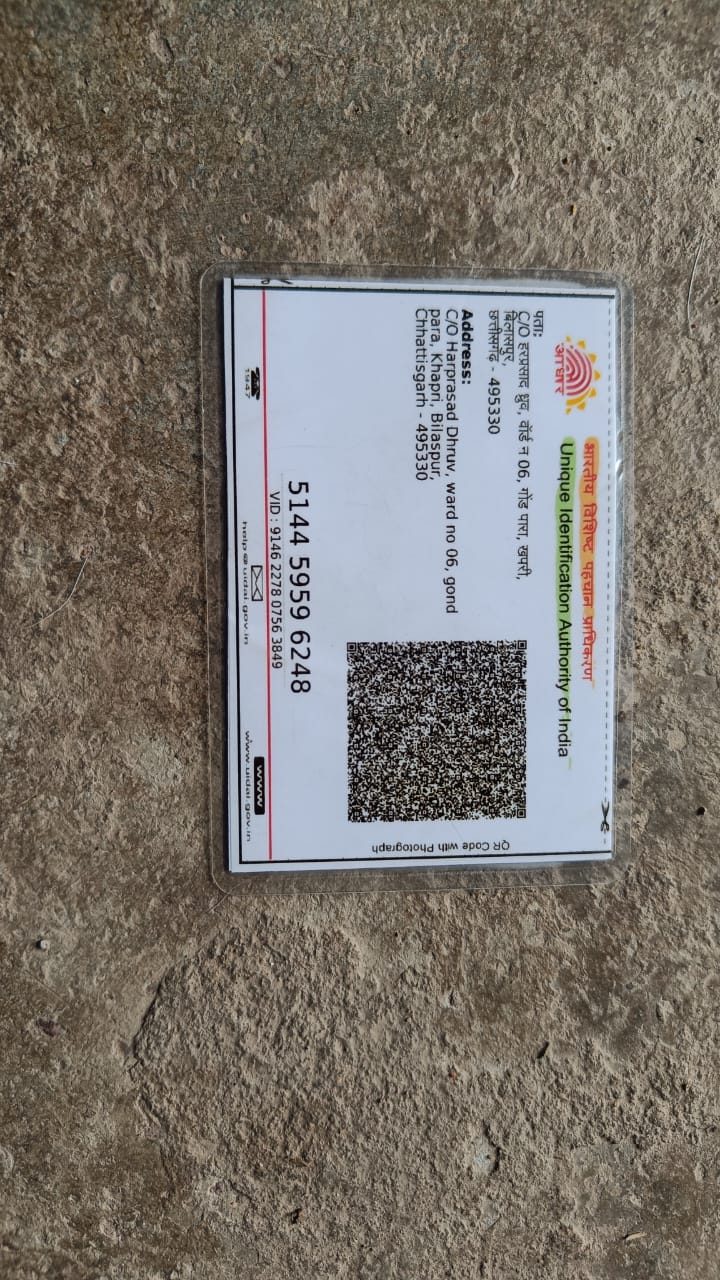 भारतीय विशिष्ट पहचान प्राधिकरण
Unique Identification Authority of India
आधार
पता:
C/O हरप्रसाद ध्रुव, वॉर्ड न 06, गोंड पारा, खपरी,
बिलासपुर,
छत्तीसगढ़ - 495330
Address:
C/O Harprasad Dhruv, ward no 06, gond
para, Khapri, Bilaspur,
Chhattisgarh - 495330
QR Code with Photograph
5144 5959 6248
VID : 9146 2278 0756 3849
1947
help@uidai.gov.in
www
www.uidai.gov.in